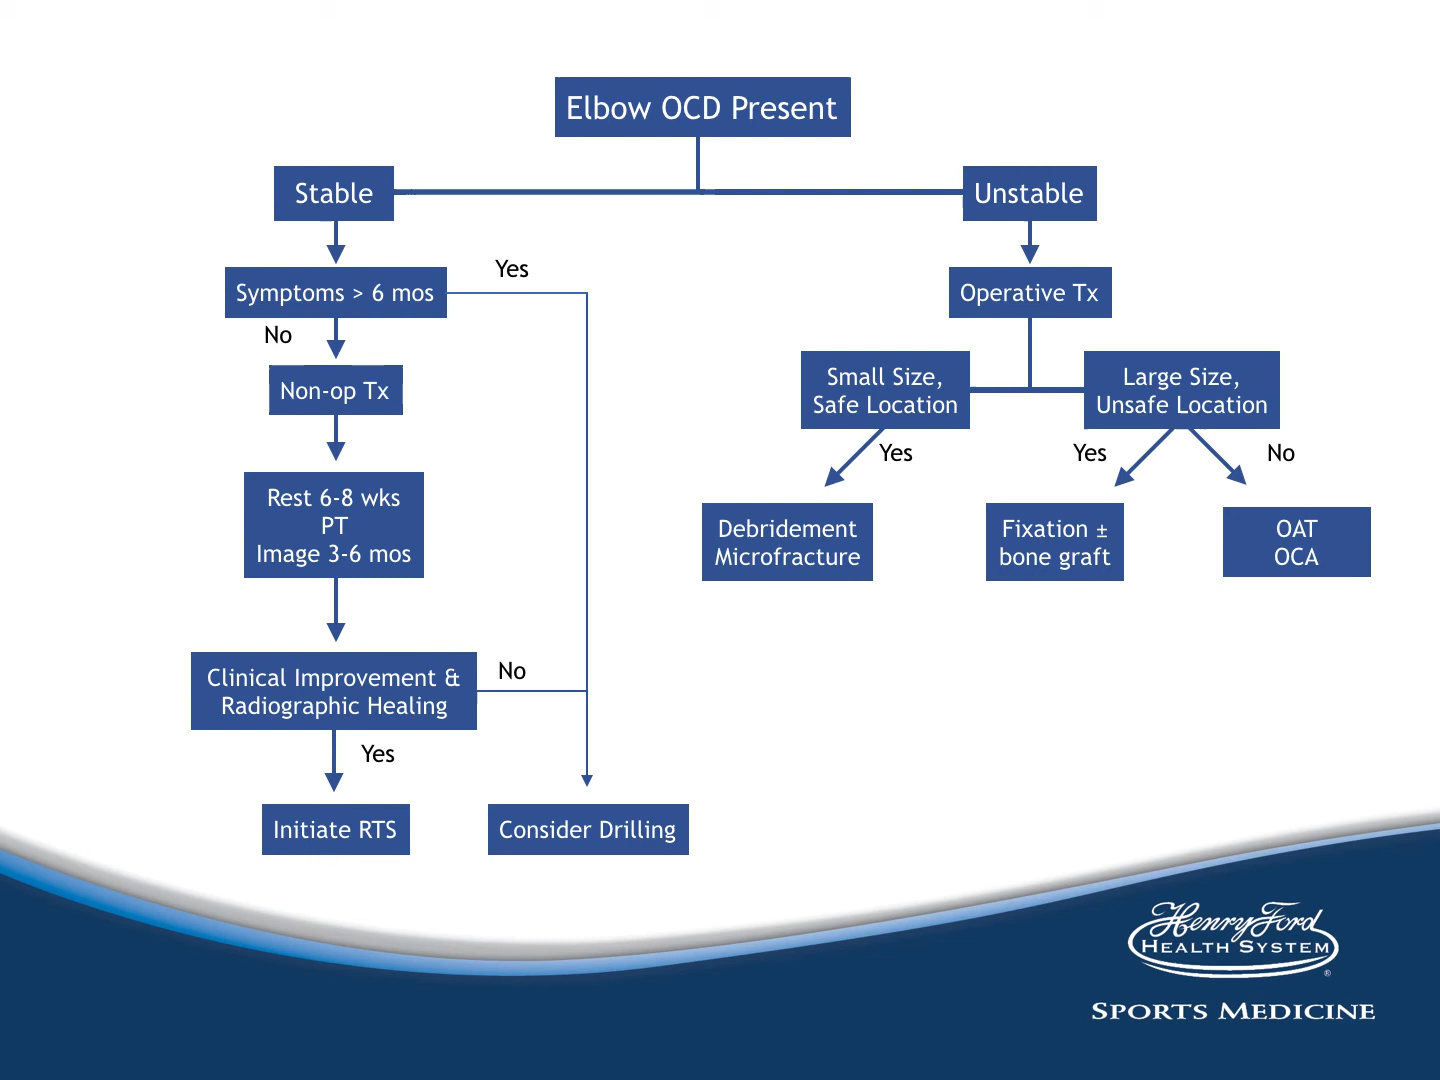 Elbow OCD Present
Stable
Unstable
Symptoms > 6 mos
Yes
Operative Tx
No
Non-op Tx
Small Size,
Safe Location
Large Size,
Unsafe Location
Yes
Yes
No
Rest 6-8 wks
PT
Image 3-6 mos
Debridement
Microfracture
Fixation ±
bone graft
OAT
OCA
Clinical Improvement &
Radiographic Healing
No
Yes
Initiate RTS
Consider Drilling
Henry Ford
HEALTH SYSTEM
®
SPORTS MEDICINE